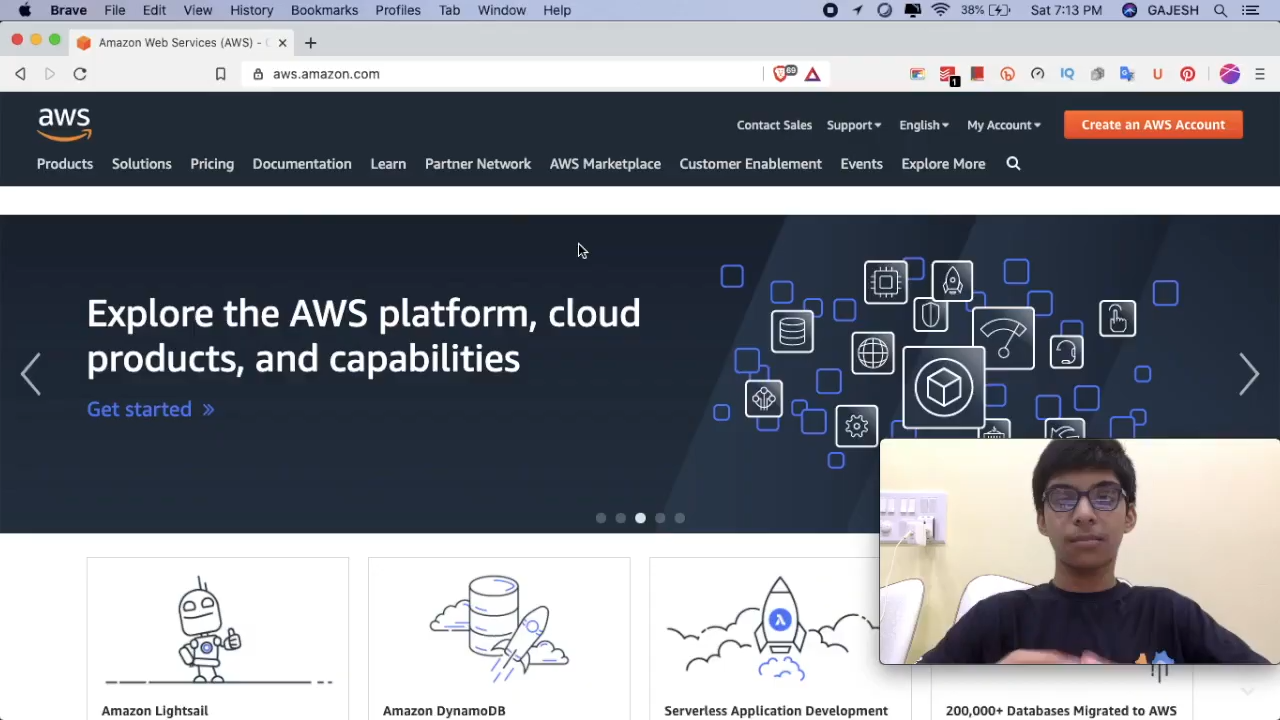 Brave File Edit View History Bookmarks Profiles Tab Window Help 38% Sat 7:13 PM GAJESH
Amazon Web Services (AWS) -
aws.amazon.com 69 1 IQ U
aws
Contact Sales Support English My Account Create an AWS Account
Products Solutions Pricing Documentation Learn Partner Network AWS Marketplace Customer Enablement Events Explore More
Explore the AWS platform, cloud
products, and capabilities
Get started »
Amazon Lightsail
Amazon DynamoDB
Serverless Application Development
200,000+ Databases Migrated to AWS